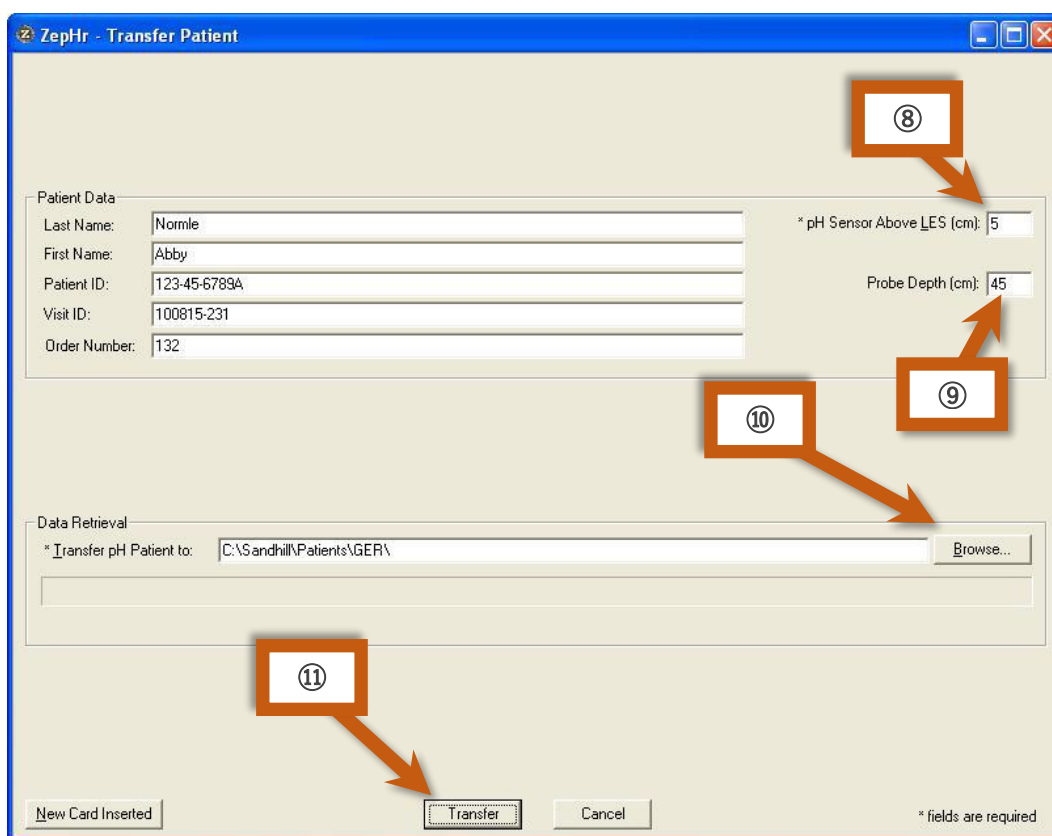 ZepHr - Transfer Patient
⑧
Patient Data
Last Name: Normle
* pH Sensor Above LES (cm): 5
First Name: Abby
Patient ID: 123-45-6789A
Probe Depth (cm): 45
Visit ID: 100815-231
Order Number: 132
⑨
⑩
Data Retrieval
* Transfer pH Patient to: C:\Sandhill\Patients\GER\
Browse...
⑪
New Card Inserted
Transfer
Cancel
* fields are required